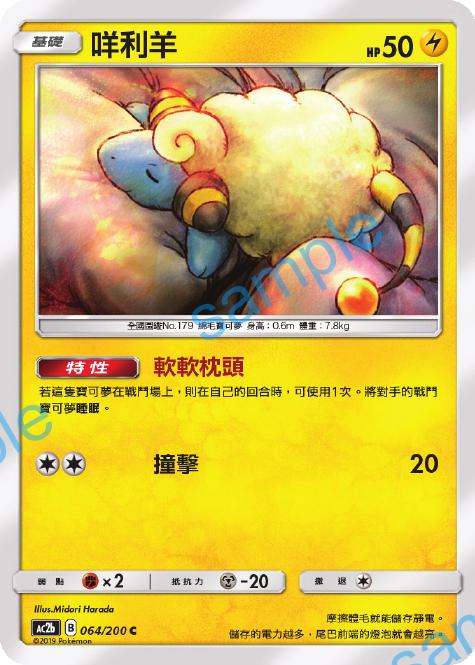 基礎 咩利羊 HP50
sample
全國圖鑑No.179 綿毛寶可夢 身高：0.6m 體重：7.8kg
特性 軟軟枕頭
若這隻寶可夢在戰鬥場上，則在自己的回合時，可使用1次。將對手的戰鬥
寶可夢睡眠。
撞擊 20
弱點 ×2 抵抗力 -20 撤退
Illus.Midori Harada
AC2b B 064/200 C
©2019 Pokémon
摩擦體毛就能儲存靜電。
儲存的電力越多，尾巴前端的燈泡就會越亮